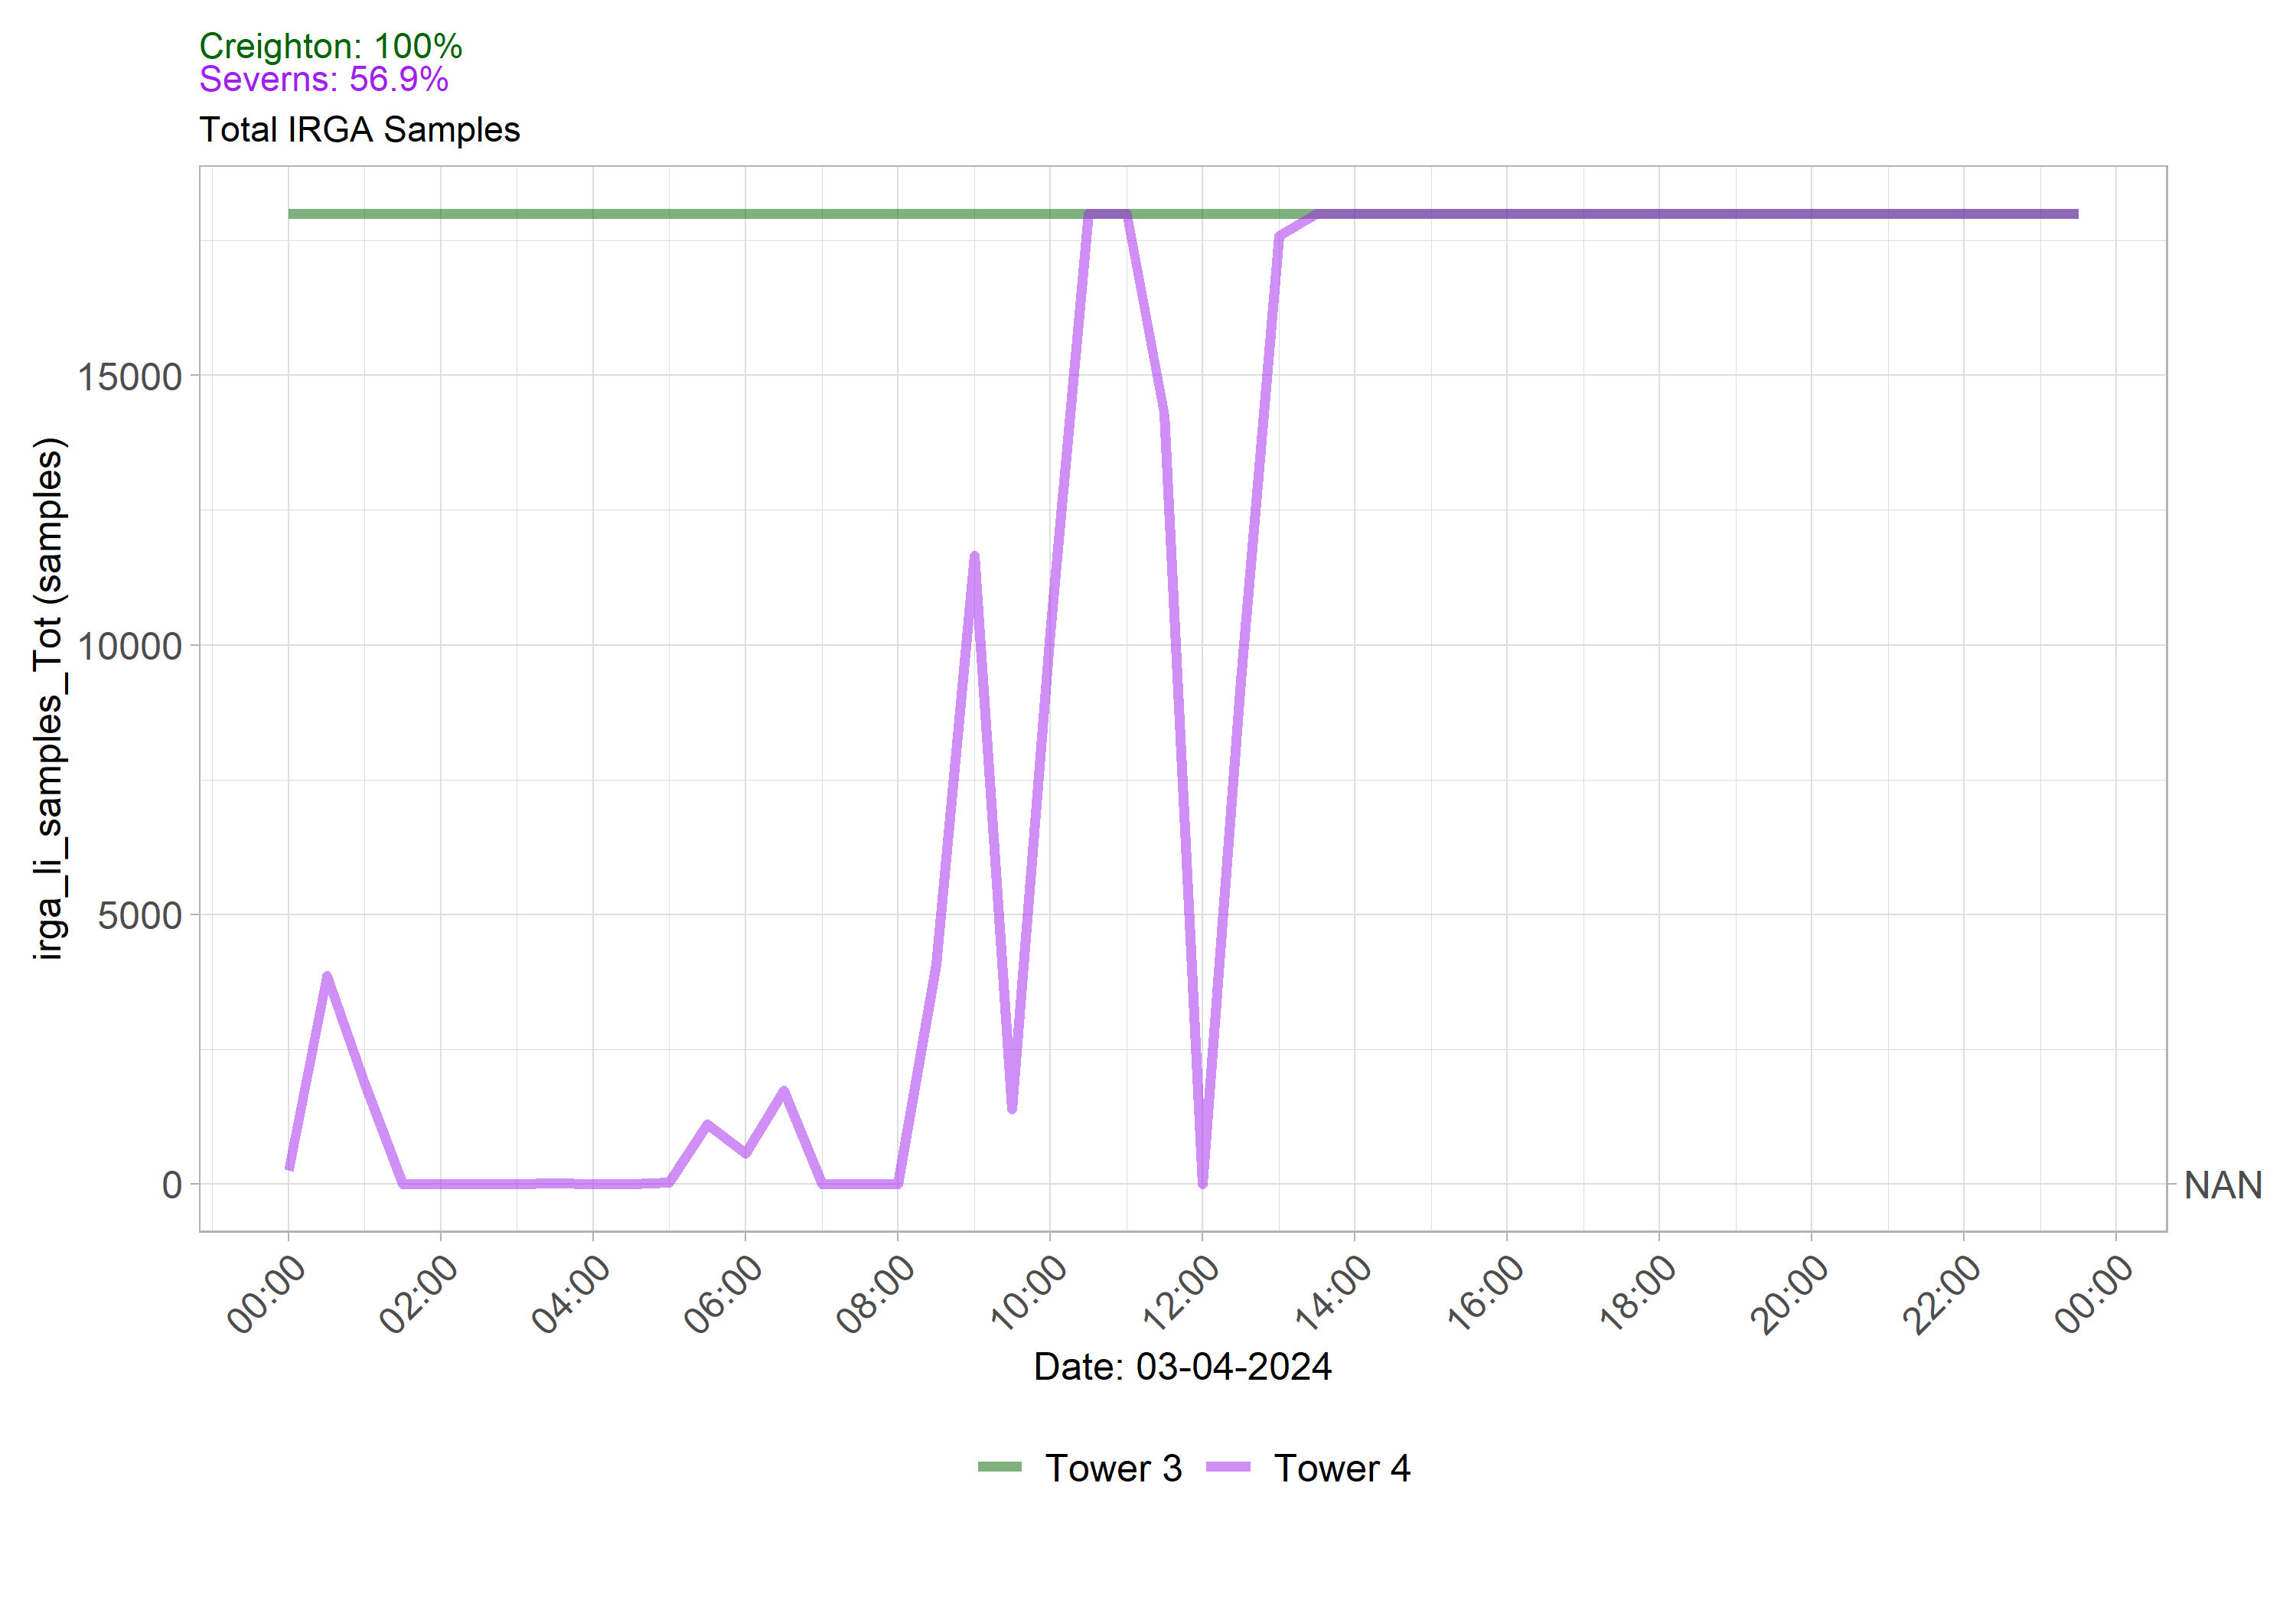 Creighton: 100%
Severns: 56.9%
Total IRGA Samples
irga_li_samples_Tot (samples)
15000
10000
5000
0
NAN
00:00
02:00
04:00
06:00
08:00
10:00
12:00
14:00
16:00
18:00
20:00
22:00
00:00
Date: 03-04-2024
Tower 3
Tower 4